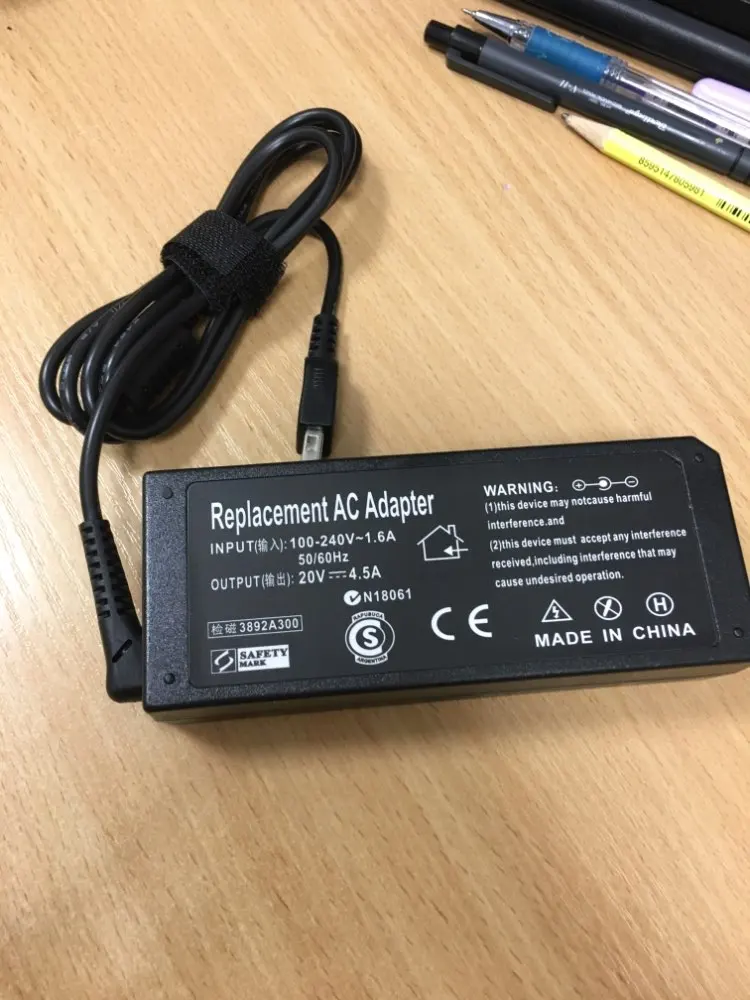 8595147805981
Replacement AC Adapter
INPUT(输入): 100-240V~1.6A
50/60Hz
OUTPUT(输出): 20V 4.5A
N18061
检磁 3892A300
SAFETY
MARK
S
ARGENTINA
CE
WARNING:
(1)this device may notcause harmful
interference.and
(2)this device must accept any interference
received,including interference that may
cause undesired operation.
H
MADE IN CHINA